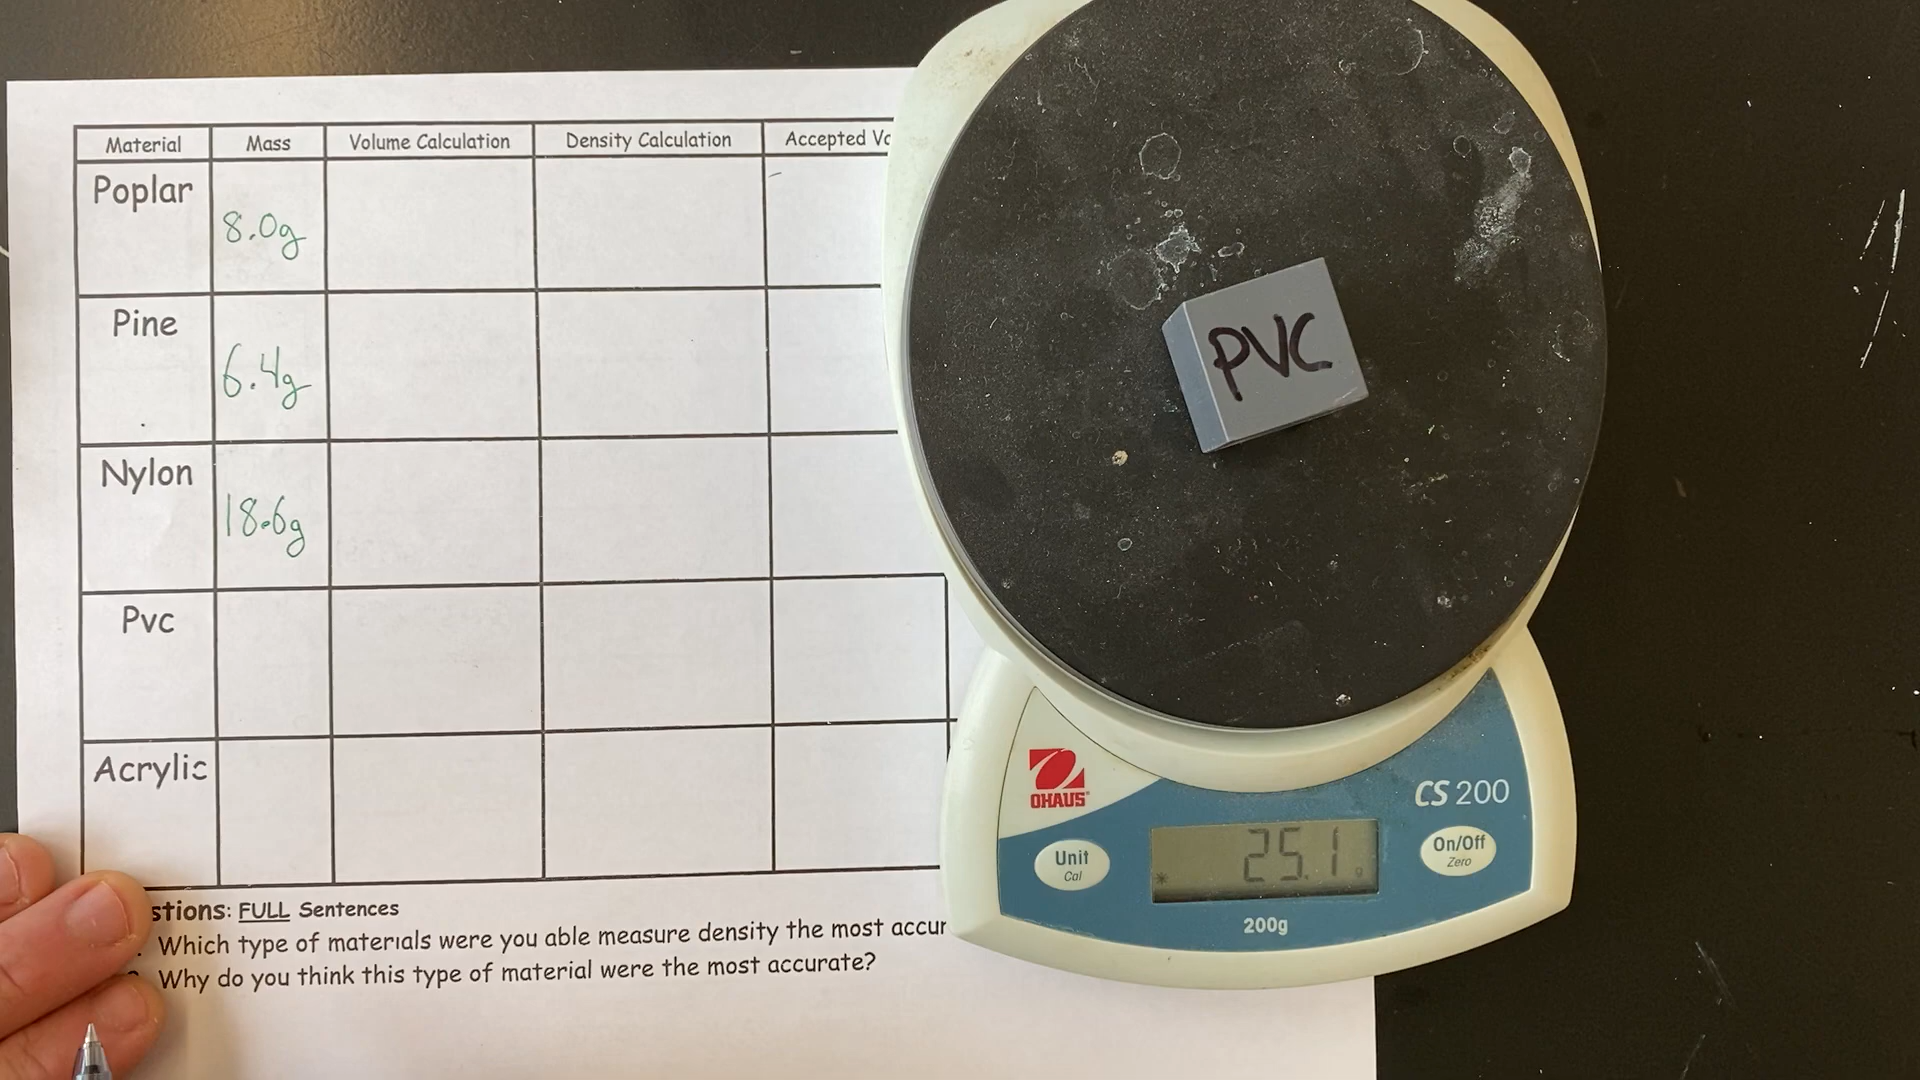 Material Mass Volume Calculation Density Calculation Accepted
Poplar 8.0g
Pine 6.4g
Nylon 18.6g
Pvc
Acrylic
stions: FULL Sentences
Which type of materials were you able measure density the most accur
Why do you think this type of material were the most accurate?
PVC
OHAUS
CS 200
Unit
Cal
25.1 g
On/Off
Zero
200g